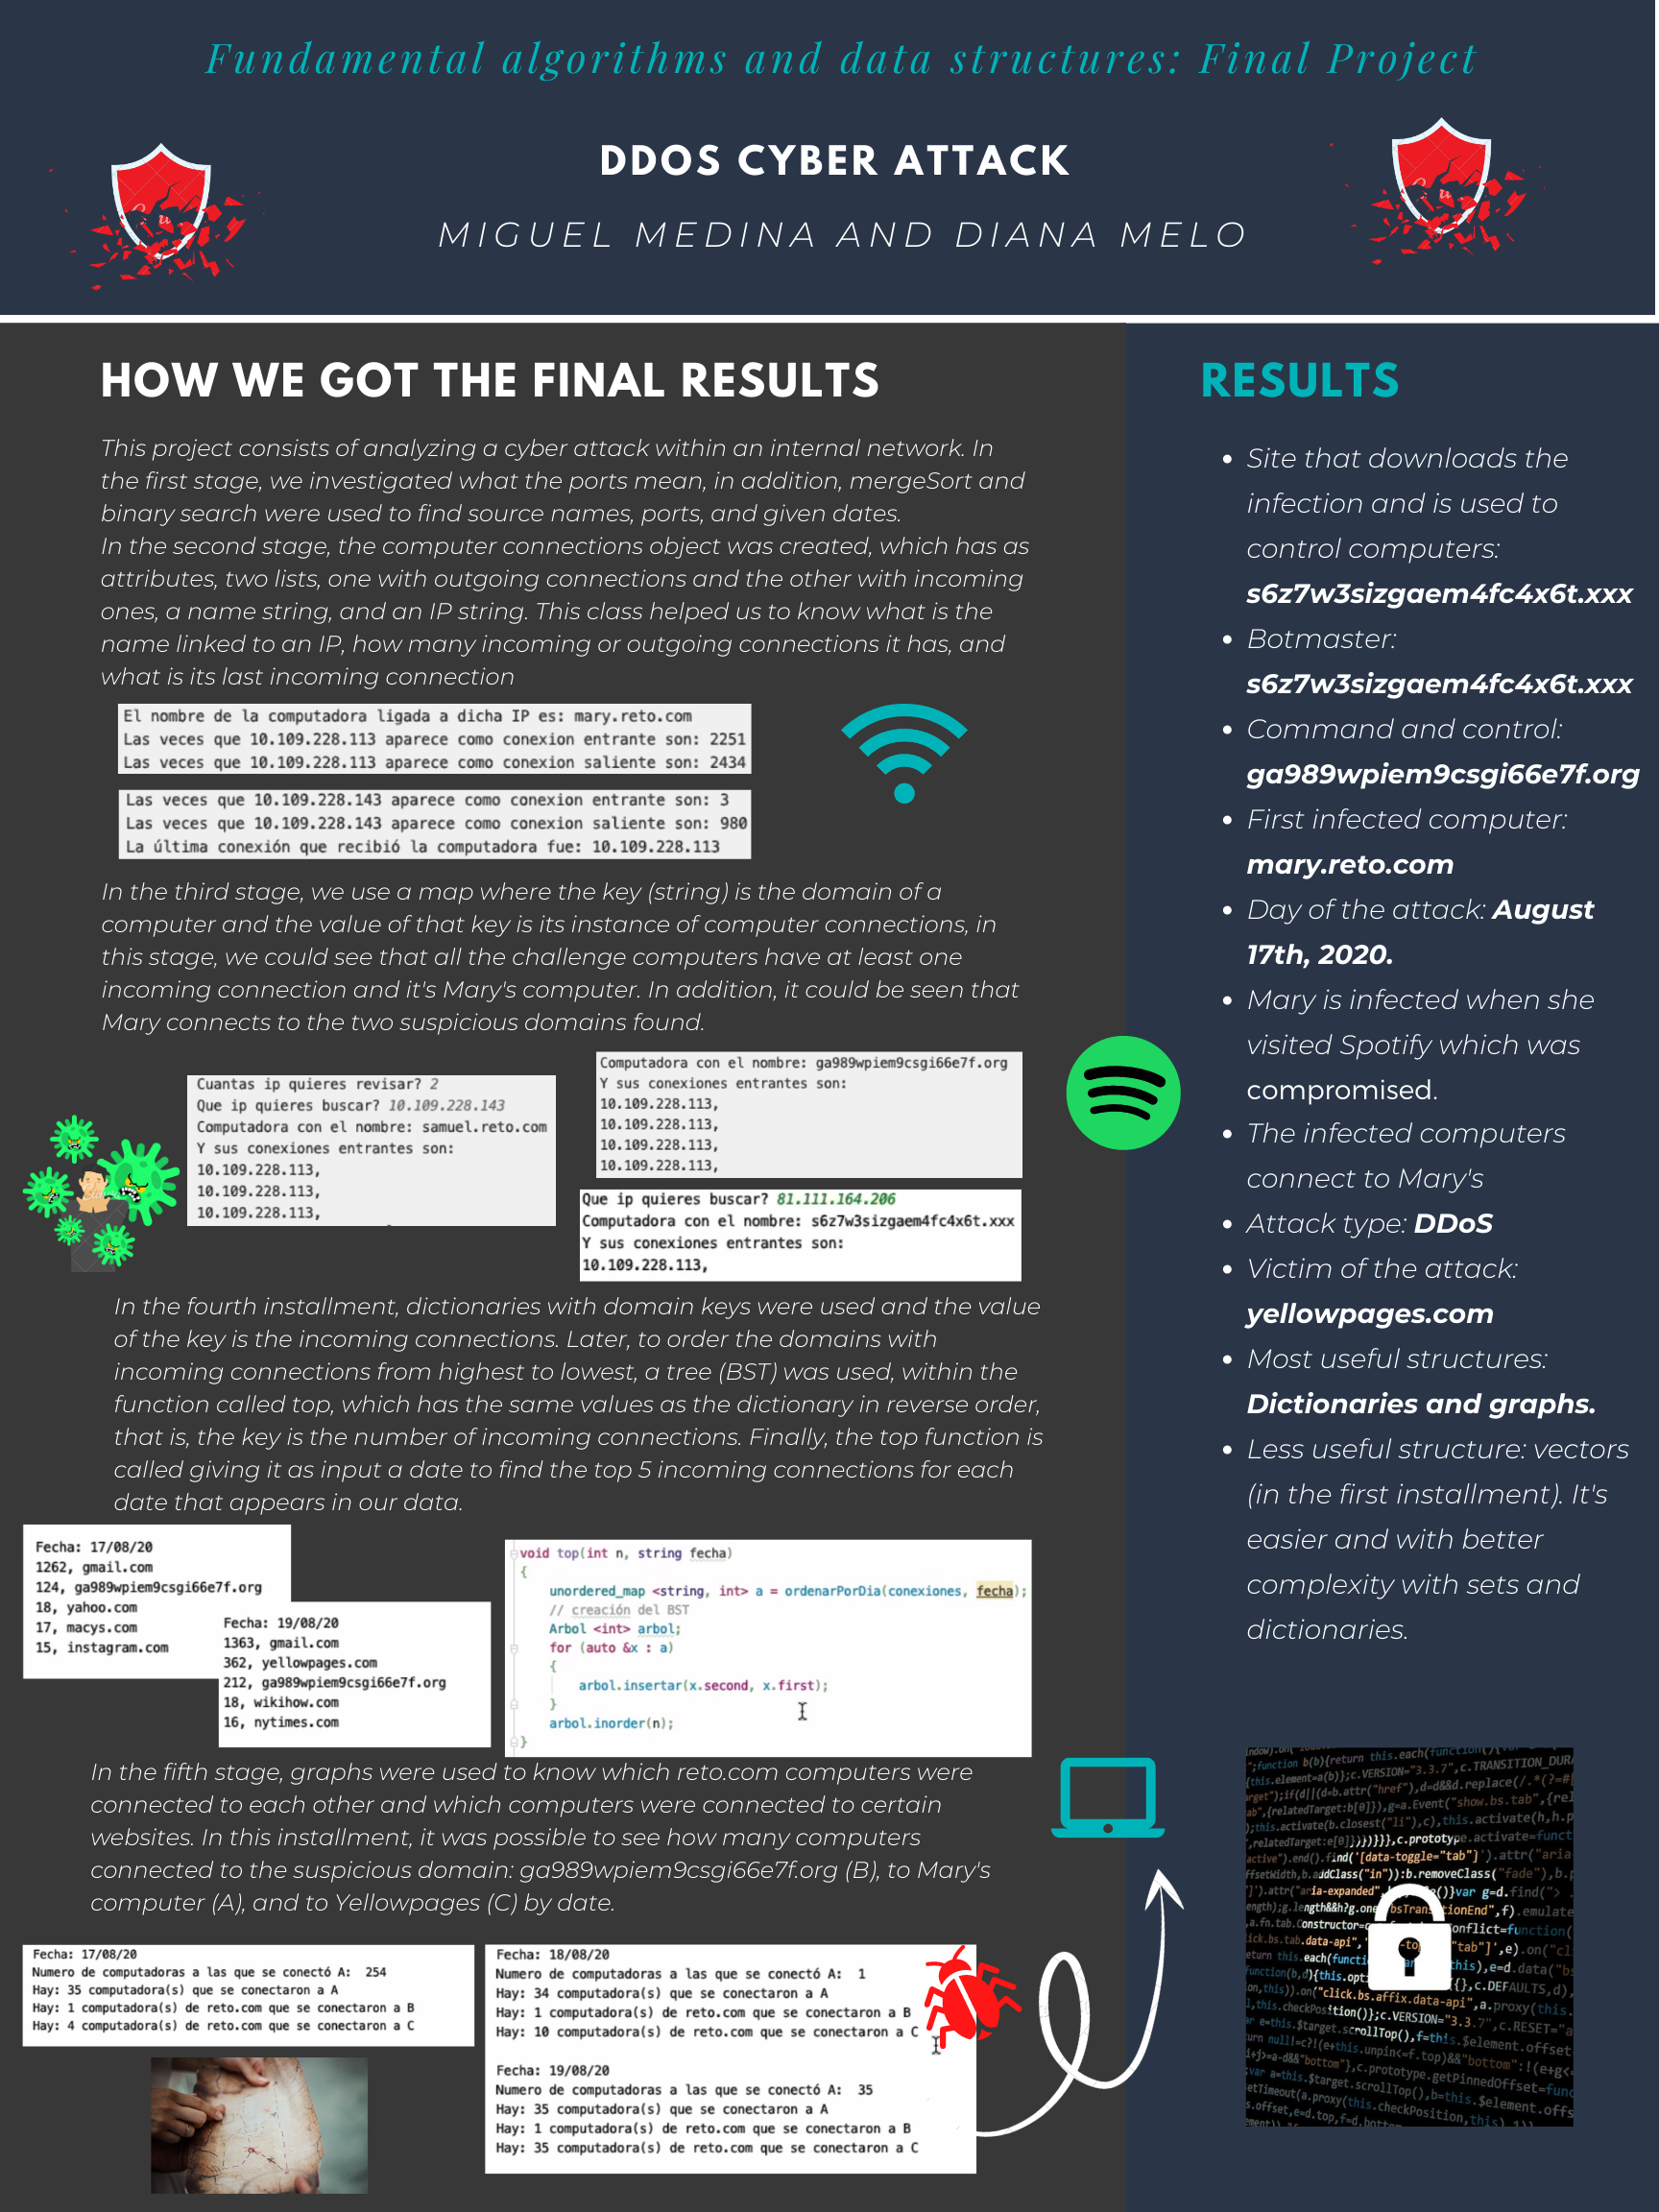 Fundamental algorithms and data structures: Final Project
DDOS CYBER ATTACK
MIGUEL MEDINA AND DIANA MELO
HOW WE GOT THE FINAL RESULTS
This project consists of analyzing a cyber attack within an internal network. In
the first stage, we investigated what the ports mean, in addition, mergeSort and
binary search were used to find source names, ports, and given dates.
In the second stage, the computer connections object was created, which has as
attributes, two lists, one with outgoing connections and the other with incoming
ones, a name string, and an IP string. This class helped us to know what is the
name linked to an IP, how many incoming or outgoing connections it has, and
what is its last incoming connection
El nombre de la computadora ligada a dicha IP es: mary.reto.com
Las veces que 10.109.228.113 aparece como conexion entrante son: 2251
Las veces que 10.109.228.113 aparece como conexion saliente son: 2434
Las veces que 10.109.228.143 aparece como conexion entrante son: 3
Las veces que 10.109.228.143 aparece como conexion saliente son: 980
La última conexión que recibió la computadora fue: 10.109.228.113
In the third stage, we use a map where the key (string) is the domain of a
computer and the value of that key is its instance of computer connections, in
this stage, we could see that all the challenge computers have at least one
incoming connection and it's Mary's computer. In addition, it could be seen that
Mary connects to the two suspicious domains found.
Cuantas ip quieres revisar? 2
Que ip quieres buscar? 10.109.228.143
Computadora con el nombre: samuel.reto.com
Y sus conexiones entrantes son:
10.109.228.113,
10.109.228.113,
10.109.228.113,
Computadora con el nombre: ga989wpiem9csgi66e7f.org
Y sus conexiones entrantes son:
10.109.228.113,
10.109.228.113,
10.109.228.113,
10.109.228.113,
Que ip quieres buscar? 81.111.164.206
Computadora con el nombre: s6z7w3sizgaem4fc4x6t.xxx
Y sus conexiones entrantes son:
10.109.228.113,
In the fourth installment, dictionaries with domain keys were used and the value
of the key is the incoming connections. Later, to order the domains with
incoming connections from highest to lowest, a tree (BST) was used, within the
function called top, which has the same values as the dictionary in reverse order,
that is, the key is the number of incoming connections. Finally, the top function is
called giving it as input a date to find the top 5 incoming connections for each
date that appears in our data.
Fecha: 17/08/20
1262, gmail.com
124, ga989wpiem9csgi66e7f.org
18, yahoo.com
17, macys.com
15, instagram.com
Fecha: 19/08/20
1363, gmail.com
362, yellowpages.com
212, ga989wpiem9csgi66e7f.org
18, wikihow.com
16, nytimes.com
void top(int n, string fecha)
{
unordered_map <string, int> a = ordenarPorDia(conexiones, fecha);
// creación del BST
Arbol <int> arbol;
for (auto &x : a)
{
arbol.insertar(x.second, x.first);
}
arbol.inorder(n);
}
In the fifth stage, graphs were used to know which reto.com computers were
connected to each other and which computers were connected to certain
websites. In this installment, it was possible to see how many computers
connected to the suspicious domain: ga989wpiem9csgi66e7f.org (B), to Mary's
computer (A), and to Yellowpages (C) by date.
Fecha: 17/08/20
Numero de computadoras a las que se conectó A: 254
Hay: 35 computadora(s) que se conectaron a A
Hay: 1 computadora(s) de reto.com que se conectaron a B
Hay: 4 computadora(s) de reto.com que se conectaron a C
Fecha: 18/08/20
Numero de computadoras a las que se conectó A: 1
Hay: 34 computadora(s) que se conectaron a A
Hay: 1 computadora(s) de reto.com que se conectaron a B
Hay: 10 computadora(s) de reto.com que se conectaron a C
Fecha: 19/08/20
Numero de computadoras a las que se conectó A: 35
Hay: 35 computadora(s) que se conectaron a A
Hay: 1 computadora(s) de reto.com que se conectaron a B
Hay: 35 computadora(s) de reto.com que se conectaron a C
RESULTS
• Site that downloads the
infection and is used to
control computers:
s6z7w3sizgaem4fc4x6t.xxx
• Botmaster:
s6z7w3sizgaem4fc4x6t.xxx
• Command and control:
ga989wpiem9csgi66e7f.org
• First infected computer:
mary.reto.com
• Day of the attack: August
17th, 2020.
• Mary is infected when she
visited Spotify which was
compromised.
• The infected computers
connect to Mary's
• Attack type: DDoS
• Victim of the attack:
yellowpages.com
• Most useful structures:
Dictionaries and graphs.
• Less useful structure: vectors
(in the first installment). It's
easier and with better
complexity with sets and
dictionaries.